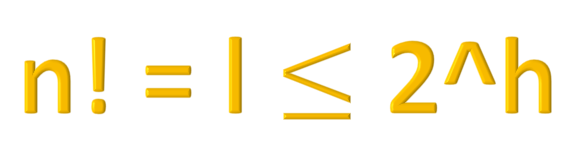 n! = l ≤ 2^h